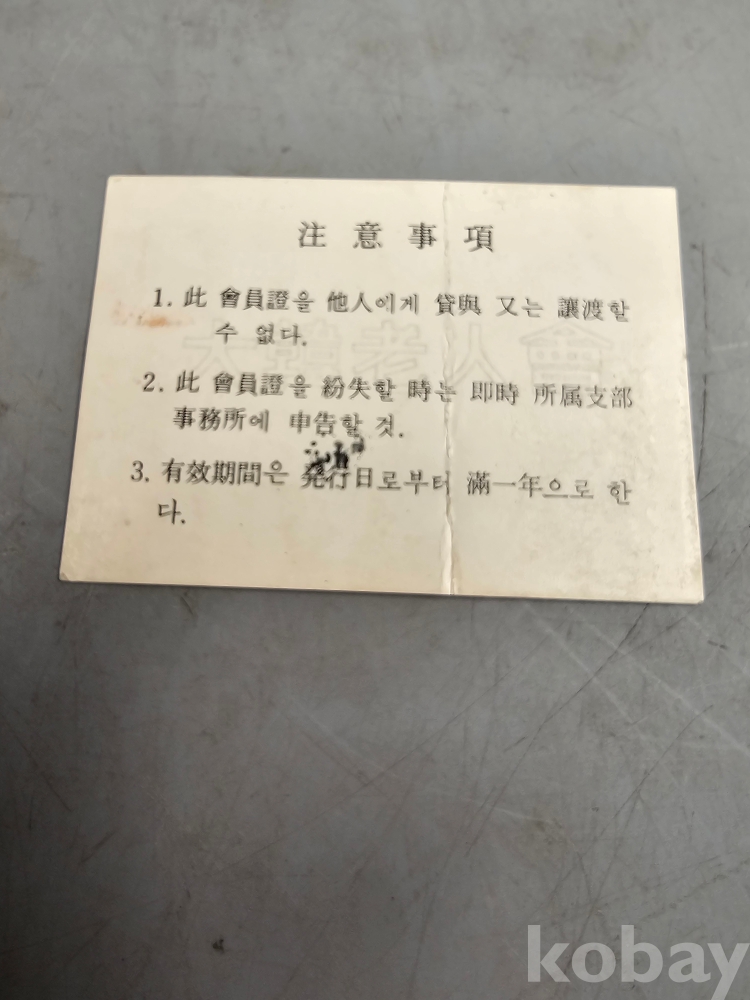 注意事項
1. 此 會員證을 他人에게 貸與 又는 讓渡할
수 없다.
大韓老人會
2. 此 會員證을 紛失할 時는 即時 所属支部
事務所에 申告할 것.
3. 有效期間은 発行日로부터 滿一年으로 한
다.
kobay